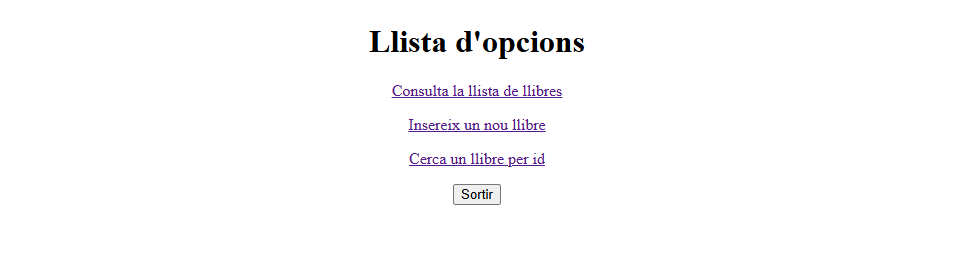 Llista d'opcions
Consulta la llista de llibres
Insereix un nou llibre
Cerca un llibre per id
Sortir